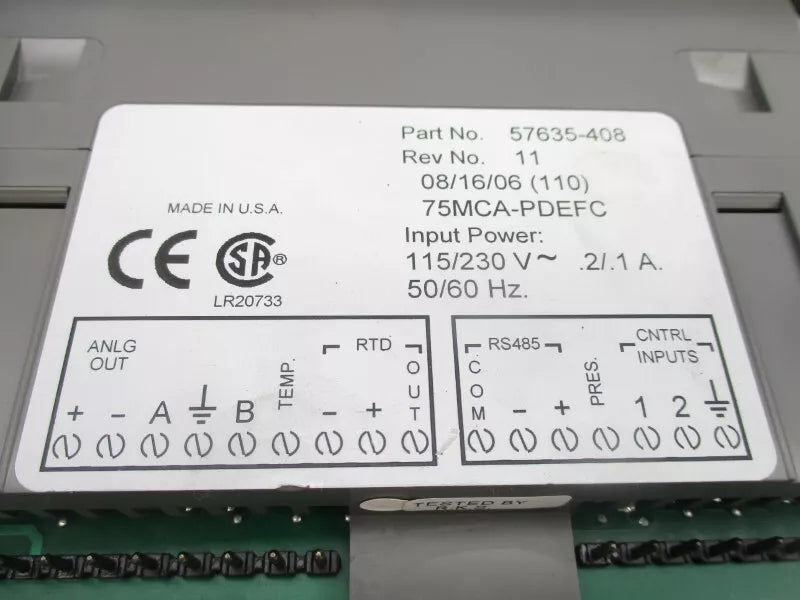 Part No. 57635-408
Rev No. 11
08/16/06 (110)
75MCA-PDEFC
Input Power:
115/230 V~ .2/.1 A.
50/60 Hz.
MADE IN U.S.A.
CE SA ®
LR20733
ANLG
OUT
+ - A B TEMP. RTD - + OUT
COM RS485 - + PRES. CNTRL
INPUTS
1 2
TESTED BY
R.K.S